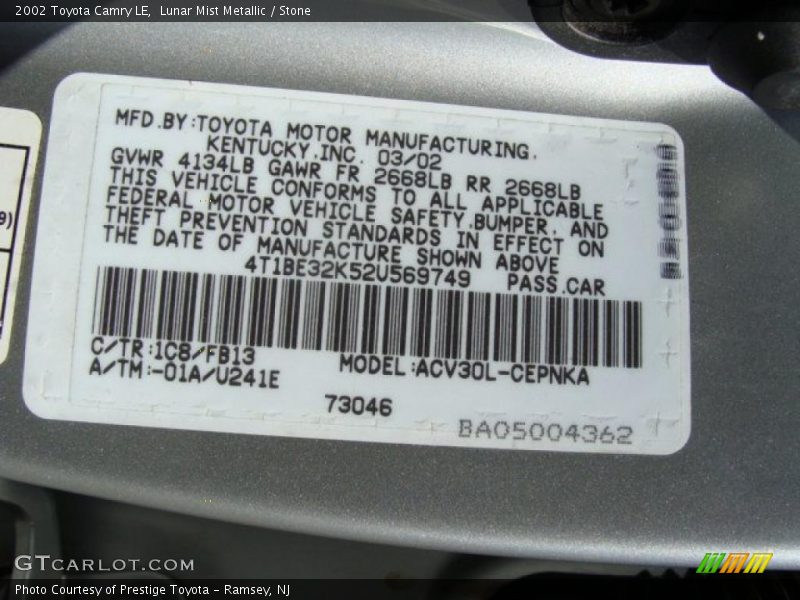 2002 Toyota Camry LE,  Lunar Mist Metallic / Stone
MFD.BY:TOYOTA MOTOR MANUFACTURING,
KENTUCKY,INC. 03/02
GVWR 4134LB GAWR FR 2668LB RR 2668LB
THIS VEHICLE CONFORMS TO ALL APPLICABLE
FEDERAL MOTOR VEHICLE SAFETY,BUMPER, AND
THEFT PREVENTION STANDARDS IN EFFECT ON
THE DATE OF MANUFACTURE SHOWN ABOVE
4T1BE32K52U569749 PASS.CAR
C/TR:1C8/FB13
A/TM:-01A/U241E
MODEL:ACV30L-CEPNKA
73046
BA05004362
9)
GTCARLOT.COM
Photo Courtesy of Prestige Toyota - Ramsey, NJ